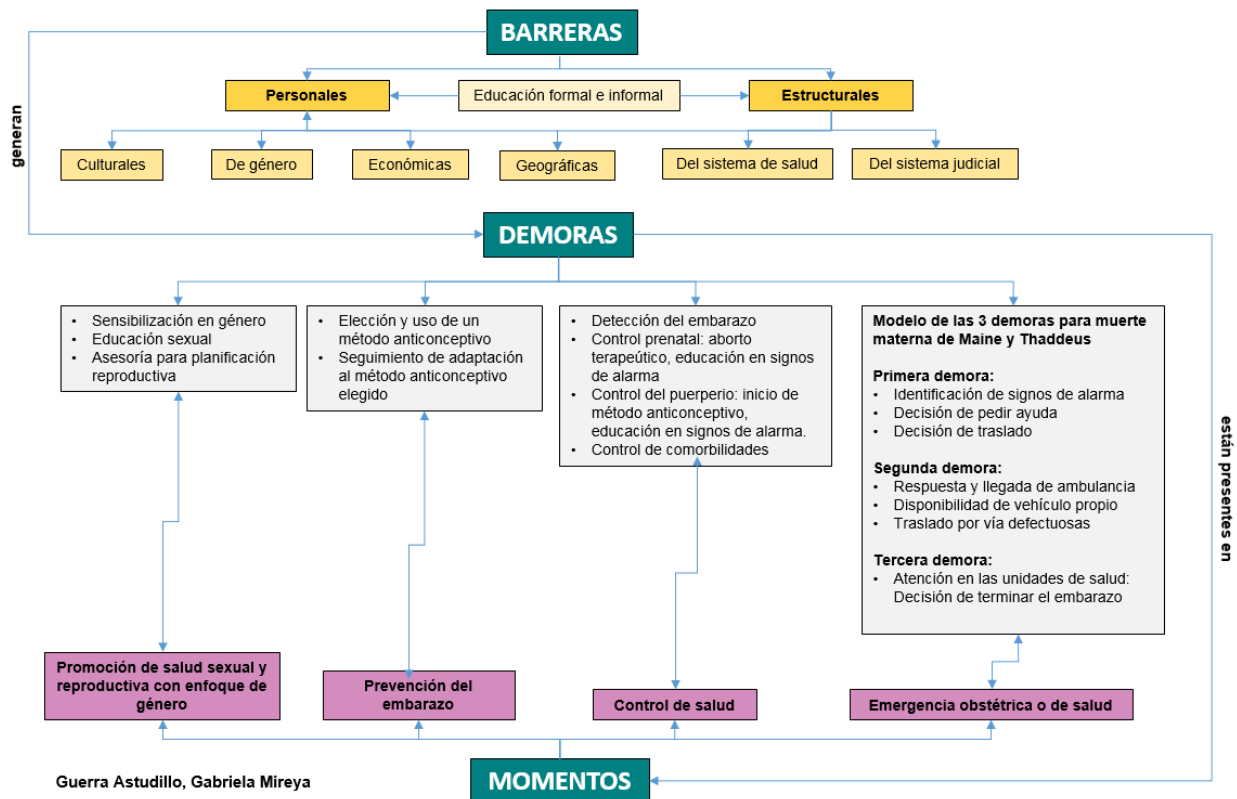 BARRERAS
Personales
Educación formal e informal
Estructurales
generan
Culturales
De género
Económicas
Geográficas
Del sistema de salud
Del sistema judicial
DEMORAS
• Sensibilización en género
• Educación sexual
• Asesoría para planificación
reproductiva
• Elección y uso de un
método anticonceptivo
• Seguimiento de adaptación
al método anticonceptivo
elegido
• Detección del embarazo
• Control prenatal: aborto
terapeútico, educación en signos
de alarma
• Control del puerperio: inicio de
método anticonceptivo,
educación en signos de alarma.
• Control de comorbilidades
Modelo de las 3 demoras para muerte
materna de Maine y Thaddeus
Primera demora:
• Identificación de signos de alarma
• Decisión de pedir ayuda
• Decisión de traslado
Segunda demora:
• Respuesta y llegada de ambulancia
• Disponibilidad de vehículo propio
• Traslado por vía defectuosas
Tercera demora:
• Atención en las unidades de salud:
Decisión de terminar el embarazo
están presentes en
Promoción de salud sexual y
reproductiva con enfoque de
género
Prevención del
embarazo
Control de salud
Emergencia obstétrica o de salud
Guerra Astudillo, Gabriela Mireya
MOMENTOS